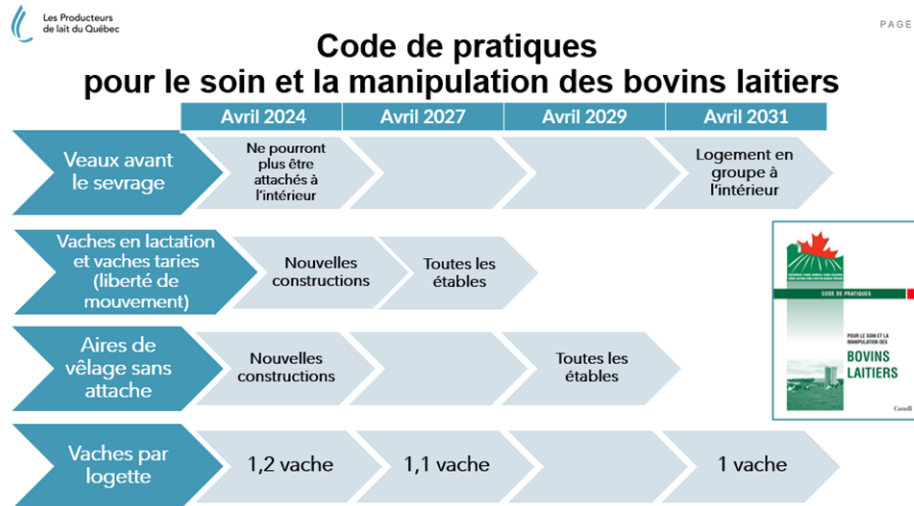 Les Producteurs
de lait du Québec
PAGE
Code de pratiques
pour le soin et la manipulation des bovins laitiers
Avril 2024
Avril 2027
Avril 2029
Avril 2031
Veaux avant
le sevrage
Ne pourront
plus être
attachés à
l'intérieur
Logement en
groupe à
l'intérieur
Vaches en lactation
et vaches taries
(liberté de
mouvement)
Nouvelles
constructions
Toutes les
étables
Aires de
vêlage sans
attache
Nouvelles
constructions
Toutes les
étables
Vaches par
logette
1,2 vache
1,1 vache
1 vache
CODE DE PRATIQUES
POUR LE SOIN ET LA
MANIPULATION DES
BOVINS
LAITIERS
Canadä